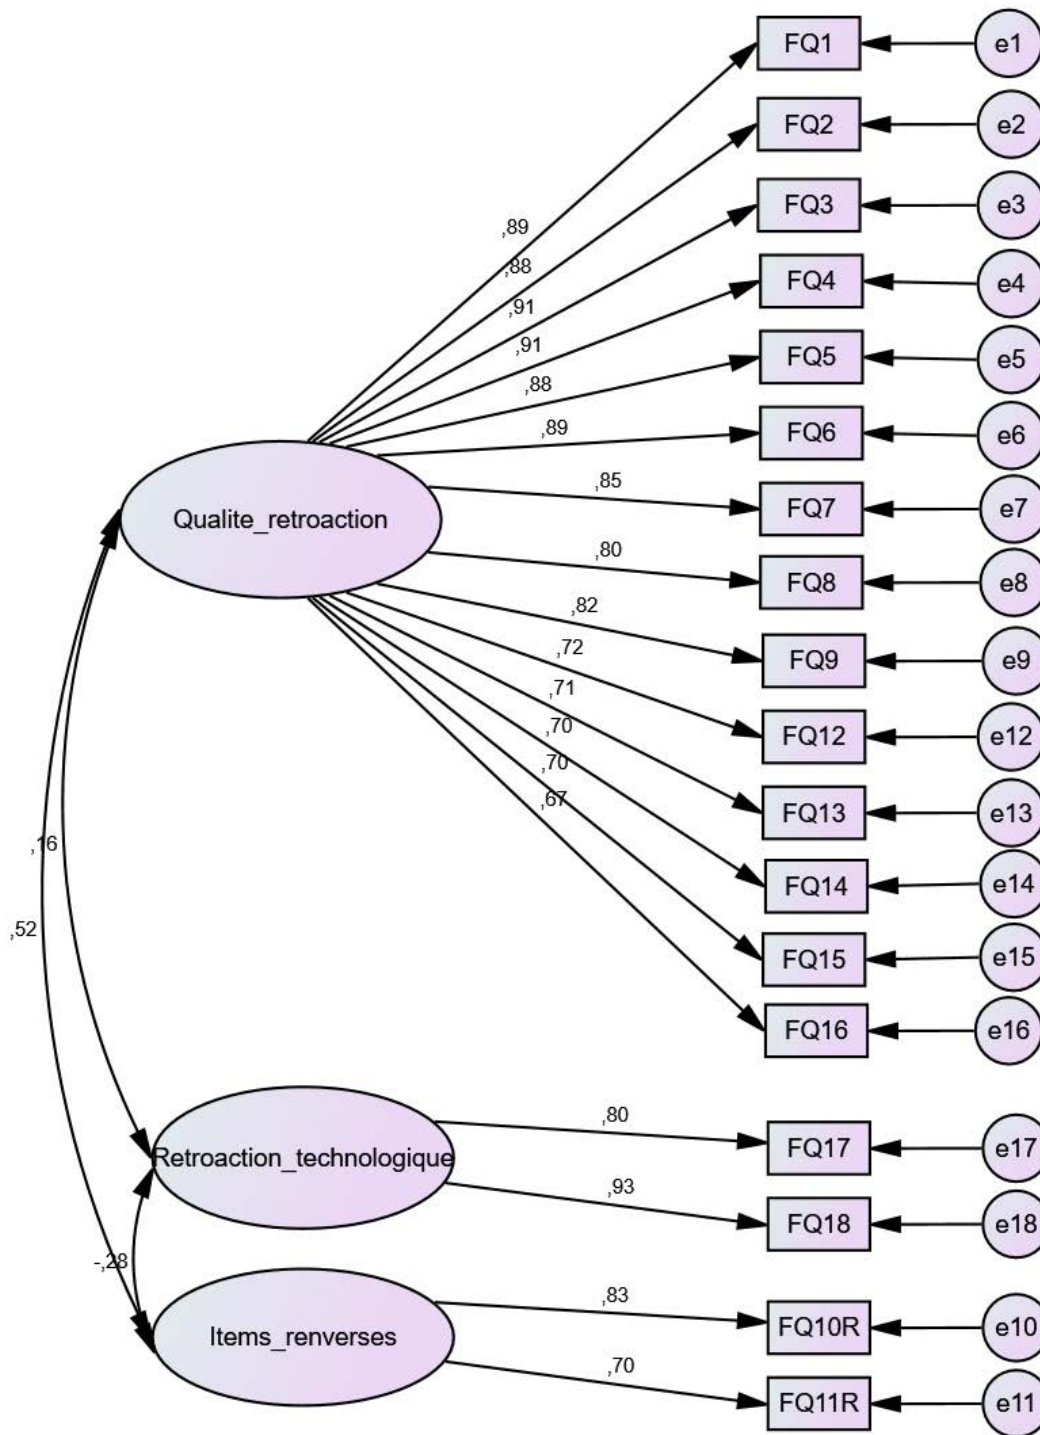 FQ1
e1
FQ2
e2
FQ3
e3
,89
,88
FQ4
e4
,91
,91
FQ5
e5
,88
FQ6
e6
,89
,85
FQ7
e7
Qualite_retroaction
,80
FQ8
e8
,82
FQ9
e9
,72
,71
FQ12
e12
,70
,70
,67
FQ13
e13
,16
FQ14
e14
,52
FQ15
e15
FQ16
e16
,80
Retroaction_technologique
FQ17
e17
,93
FQ18
e18
-,28
,83
Items_renverses
FQ10R
e10
,70
FQ11R
e11